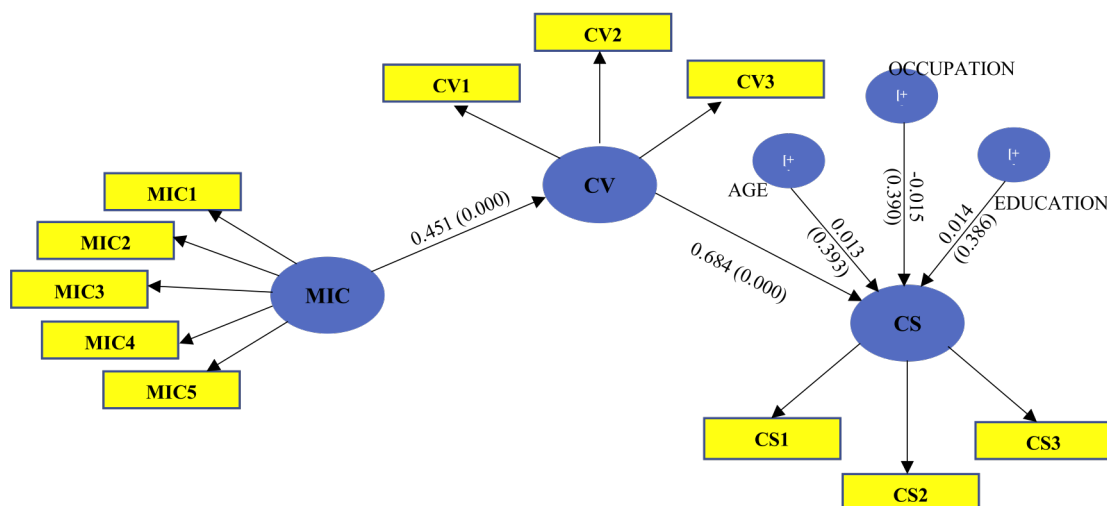 CV2
OCCUPATION
CV1
CV3
[+
[+
[+
CV
AGE
EDUCATION
-0.015
(0.390)
0.013
(0.393)
0.014
(0.386)
MIC1
MIC2
MIC3
MIC4
MIC5
MIC
0.451 (0.000)
0.684 (0.000)
CS
CS1
CS2
CS3